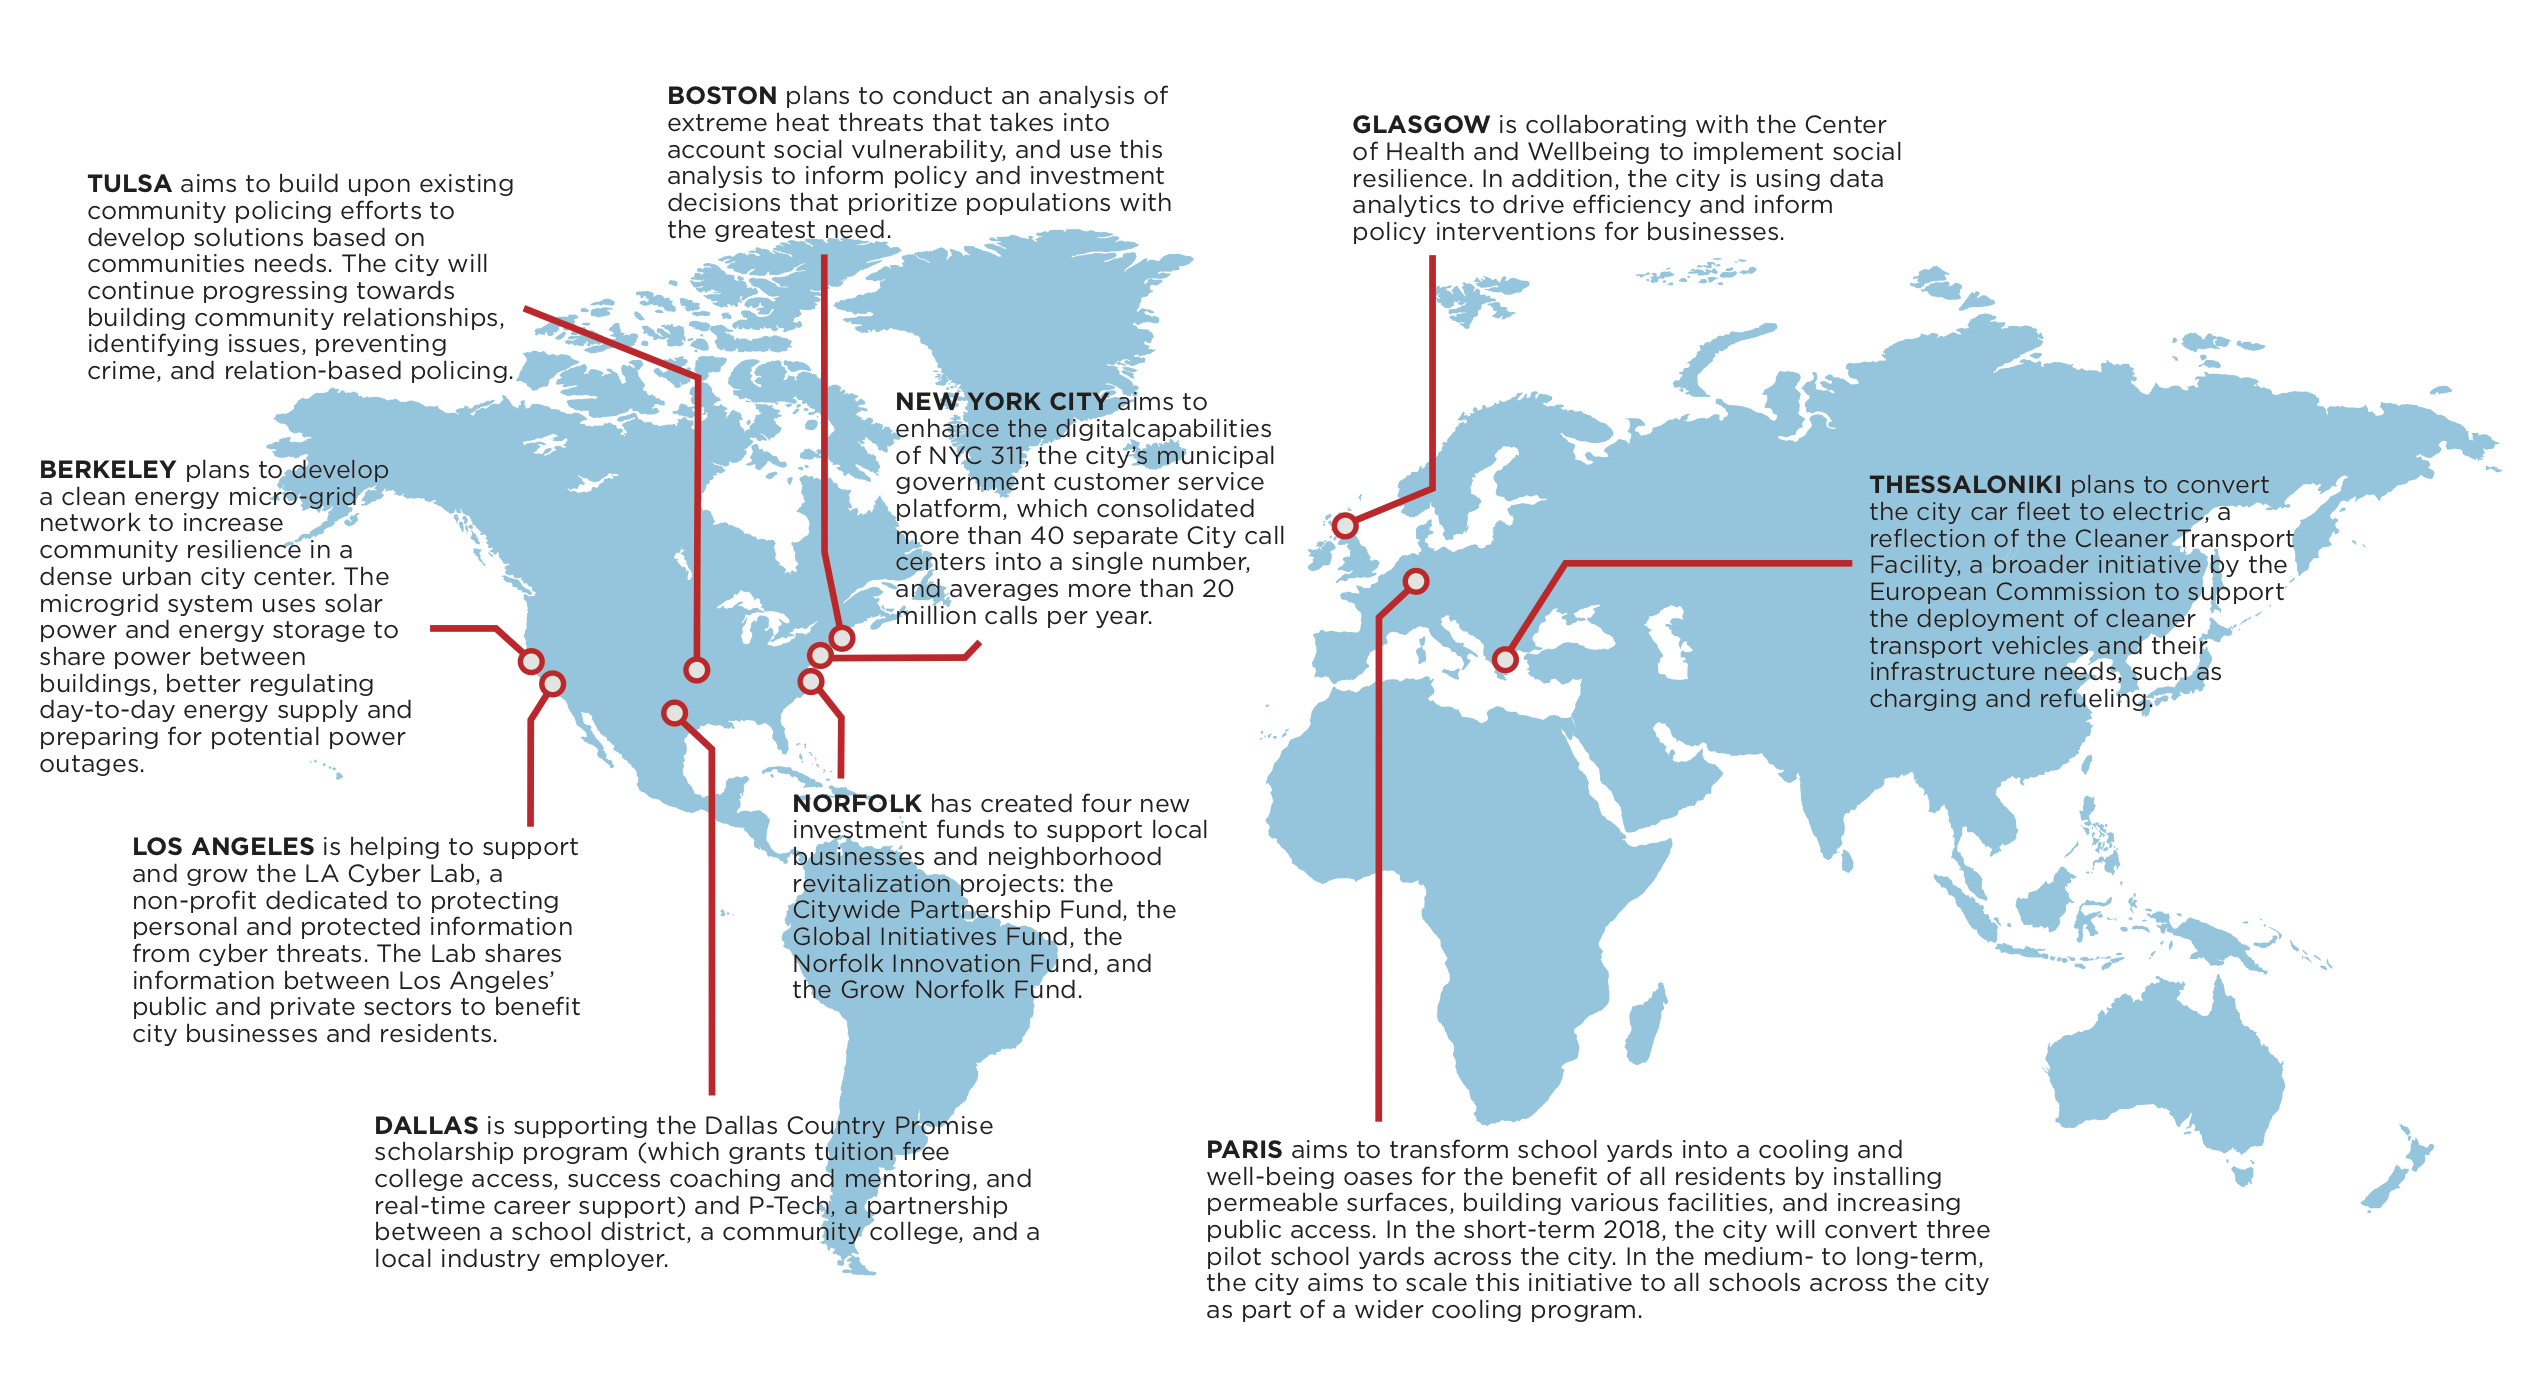 BOSTON plans to conduct an analysis of
extreme heat threats that takes into
account social vulnerability, and use this
analysis to inform policy and investment
decisions that prioritize populations with
the greatest need.
GLASGOW is collaborating with the Center
of Health and Wellbeing to implement social
resilience. In addition, the city is using data
analytics to drive efficiency and inform
policy interventions for businesses.
TULSA aims to build upon existing
community policing efforts to
develop solutions based on
communities needs. The city will
continue progressing towards
building community relationships,
identifying issues, preventing
crime, and relation-based policing.
NEW YORK CITY aims to
enhance the digitalcapabilities
of NYC 311, the city’s municipal
government customer service
platform, which consolidated
more than 40 separate City call
centers into a single number,
and averages more than 20
million calls per year.
BERKELEY plans to develop
a clean energy micro-grid
network to increase
community resilience in a
dense urban city center. The
microgrid system uses solar
power and energy storage to
share power between
buildings, better regulating
day-to-day energy supply and
preparing for potential power
outages.
THESSALONIKI plans to convert
the city car fleet to electric, a
reflection of the Cleaner Transport
Facility, a broader initiative by the
European Commission to support
the deployment of cleaner
transport vehicles and their
infrastructure needs, such as
charging and refueling.
NORFOLK has created four new
investment funds to support local
businesses and neighborhood
revitalization projects: the
Citywide Partnership Fund, the
Global Initiatives Fund, the
Norfolk Innovation Fund, and
the Grow Norfolk Fund.
LOS ANGELES is helping to support
and grow the LA Cyber Lab, a
non-profit dedicated to protecting
personal and protected information
from cyber threats. The Lab shares
information between Los Angeles’
public and private sectors to benefit
city businesses and residents.
DALLAS is supporting the Dallas Country Promise
scholarship program (which grants tuition free
college access, success coaching and mentoring, and
real-time career support) and P-Tech, a partnership
between a school district, a community college, and a
local industry employer.
PARIS aims to transform school yards into a cooling and
well-being oases for the benefit of all residents by installing
permeable surfaces, building various facilities, and increasing
public access. In the short-term 2018, the city will convert three
pilot school yards across the city. In the medium- to long-term,
the city aims to scale this initiative to all schools across the city
as part of a wider cooling program.